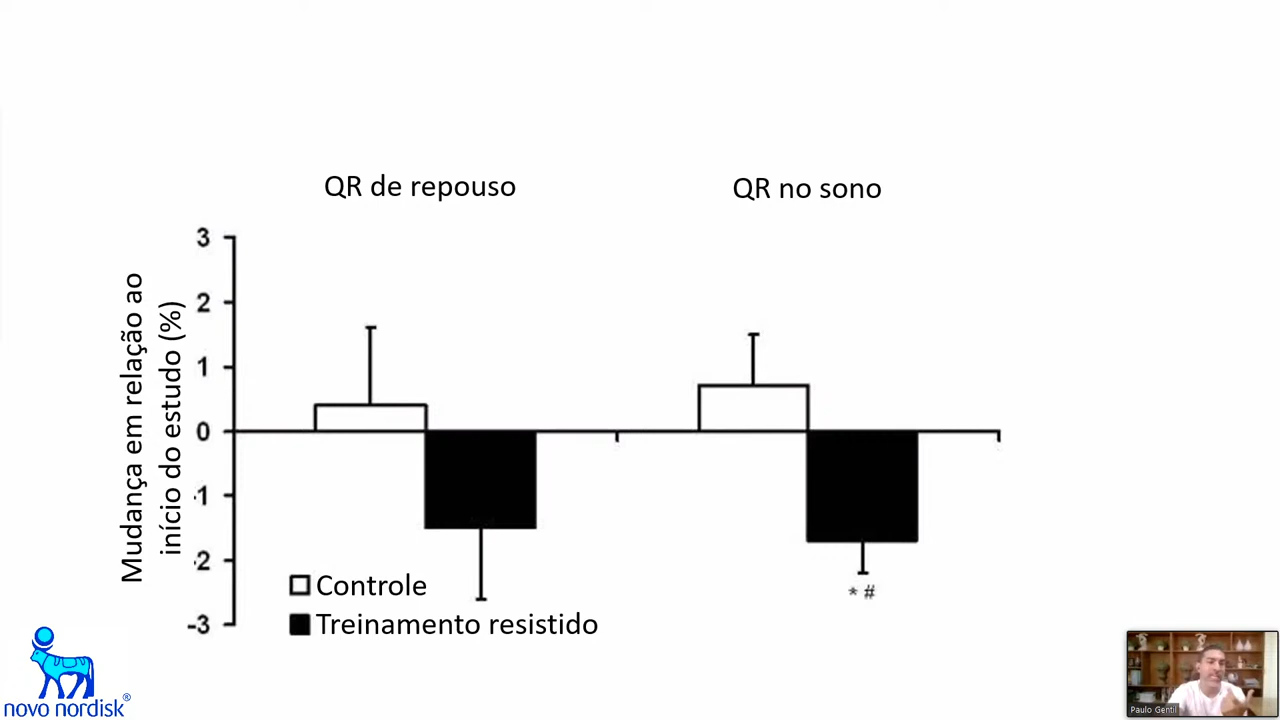 QR de repouso
QR no sono
Mudança em relação ao
início do estudo (%)
3
2
1
0
-1
-2
-3
* #
Controle
Treinamento resistido
novo nordisk®
Paulo Gentil